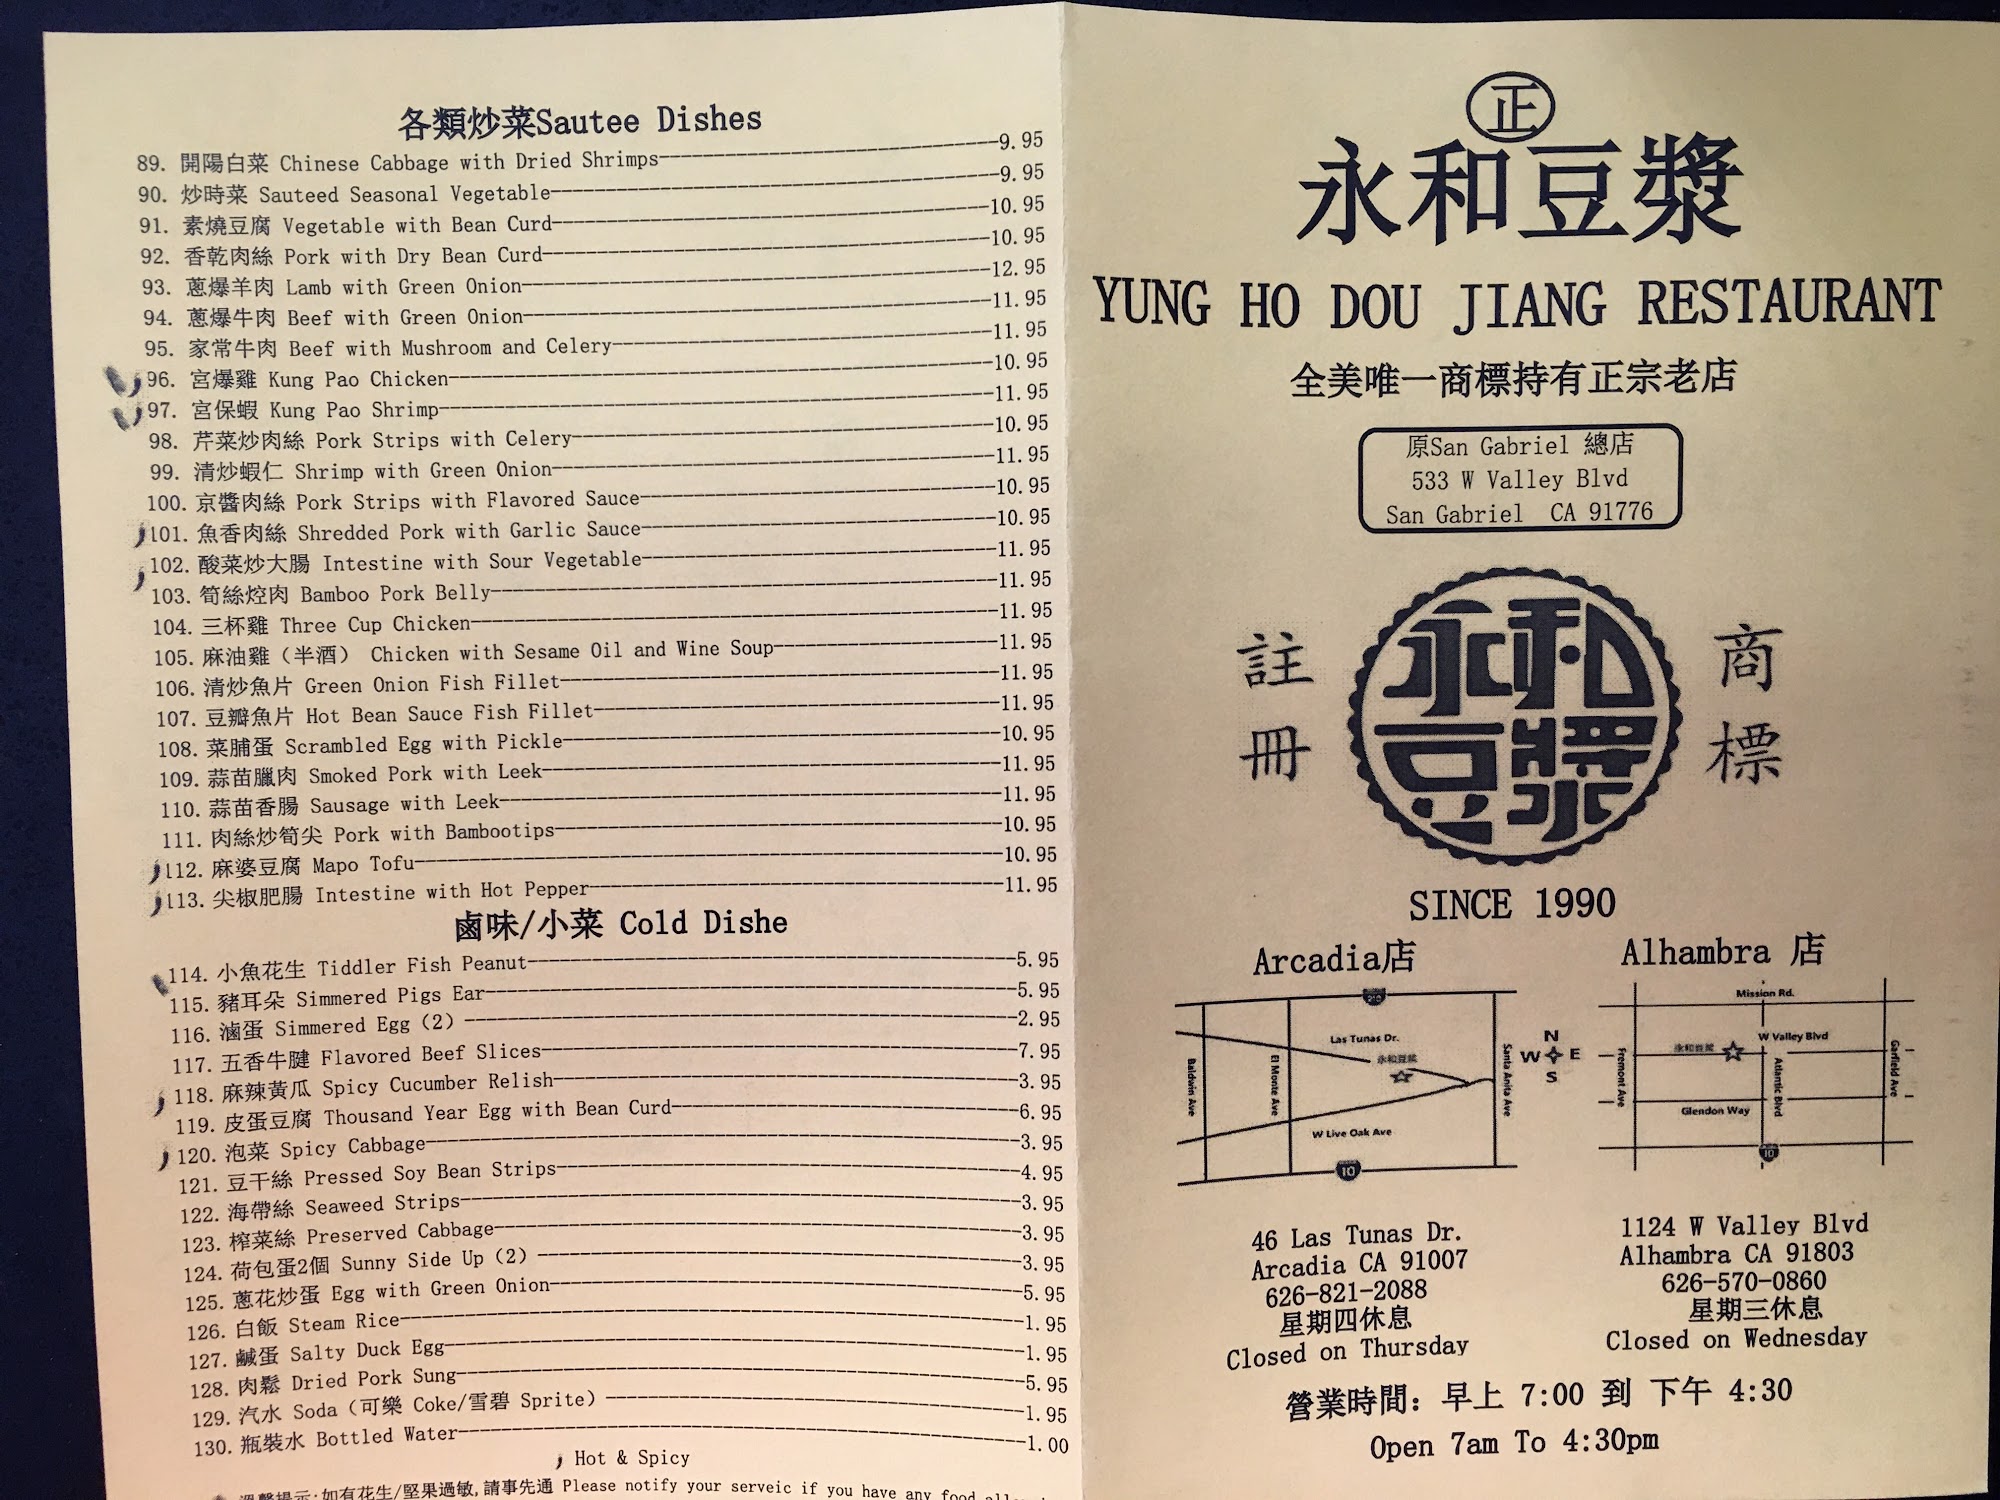 各類炒菜Sautee Dishes
89. 開陽白菜 Chinese Cabbage with Dried Shrimps 9.95
90. 炒時菜 Sauteed Seasonal Vegetable 9.95
91. 素燒豆腐 Vegetable with Bean Curd 10.95
92. 香乾肉絲 Pork with Dry Bean Curd 10.95
93. 蔥爆羊肉 Lamb with Green Onion 12.95
94. 蔥爆牛肉 Beef with Green Onion 11.95
95. 家常牛肉 Beef with Mushroom and Celery 11.95
96. 宮爆雞 Kung Pao Chicken 10.95
97. 宮保蝦 Kung Pao Shrimp 11.95
98. 芹菜炒肉絲 Pork Strips with Celery 10.95
99. 清炒蝦仁 Shrimp with Green Onion 11.95
100. 京醬肉絲 Pork Strips with Flavored Sauce 10.95
101. 魚香肉絲 Shredded Pork with Garlic Sauce 10.95
102. 酸菜炒大腸 Intestine with Sour Vegetable 11.95
103. 筍絲焢肉 Bamboo Pork Belly 11.95
104. 三杯雞 Three Cup Chicken 11.95
105. 麻油雞（半酒） Chicken with Sesame Oil and Wine Soup 11.95
106. 清炒魚片 Green Onion Fish Fillet 11.95
107. 豆瓣魚片 Hot Bean Sauce Fish Fillet 11.95
108. 菜脯蛋 Scrambled Egg with Pickle 10.95
109. 蒜苗臘肉 Smoked Pork with Leek 11.95
110. 蒜苗香腸 Sausage with Leek 11.95
111. 肉絲炒筍尖 Pork with Bambootips 10.95
112. 麻婆豆腐 Mapo Tofu 10.95
113. 尖椒肥腸 Intestine with Hot Pepper 11.95
鹵味/小菜 Cold Dishe
114. 小魚花生 Tiddler Fish Peanut 5.95
115. 豬耳朵 Simmered Pigs Ear 5.95
116. 滷蛋 Simmered Egg（2） 2.95
117. 五香牛腱 Flavored Beef Slices 7.95
118. 麻辣黃瓜 Spicy Cucumber Relish 3.95
119. 皮蛋豆腐 Thousand Year Egg with Bean Curd 6.95
120. 泡菜 Spicy Cabbage 3.95
121. 豆干絲 Pressed Soy Bean Strips 4.95
122. 海帶絲 Seaweed Strips 3.95
123. 榨菜絲 Preserved Cabbage 3.95
124. 荷包蛋2個 Sunny Side Up（2） 3.95
125. 蔥花炒蛋 Egg with Green Onion 5.95
126. 白飯 Steam Rice 1.95
127. 鹹蛋 Salty Duck Egg 1.95
128. 肉鬆 Dried Pork Sung 5.95
129. 汽水 Soda（可樂 Coke/雪碧 Sprite） 1.95
130. 瓶裝水 Bottled Water 1.00
Hot & Spicy
溫馨提示:如有花生/堅果過敏,請事先通 Please notify your serveic if you have any food
正
永和豆漿
YUNG HO DOU JIANG RESTAURANT
全美唯一商標持有正宗老店
原San Gabriel 總店
533 W Valley Blvd
San Gabriel CA 91776
註冊
永和豆漿
商標
SINCE 1990
Arcadia店
210
Las Tunas Dr.
永和豆漿
Baldwin Ave
El Monte Ave
Santa Anita Ave
W Live Oak Ave
10
N
W E
S
46 Las Tunas Dr.
Arcadia CA 91007
626-821-2088
星期四休息
Closed on Thursday
Alhambra 店
Mission Rd.
W Valley Blvd
永和豆漿
Fremont Ave
Atlantic Blvd
Garfield Ave
Glendon Way
10
1124 W Valley Blvd
Alhambra CA 91803
626-570-0860
星期三休息
Closed on Wednesday
營業時間: 早上 7:00 到 下午 4:30
Open 7am To 4:30pm